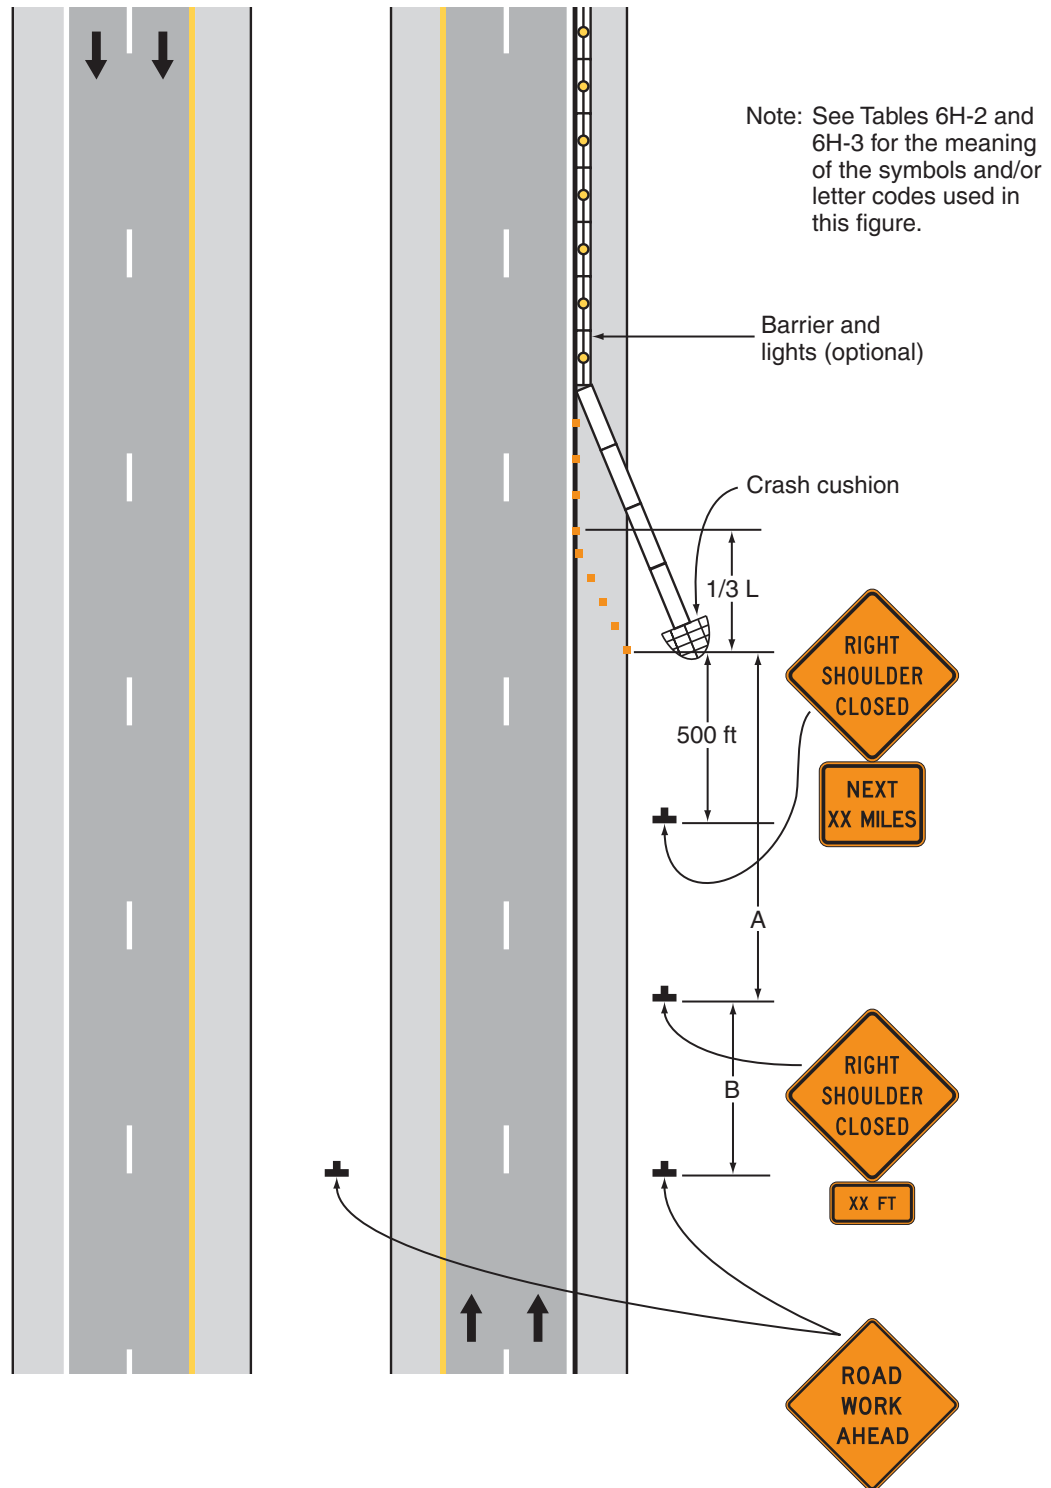 Note: See Tables 6H-2 and
6H-3 for the meaning
of the symbols and/or
letter codes used in
this figure.
Barrier and
lights (optional)
Crash cushion
1/3 L
RIGHT
SHOULDER
CLOSED
500 ft
NEXT
XX MILES
A
RIGHT
SHOULDER
CLOSED
B
XX FT
ROAD
WORK
AHEAD